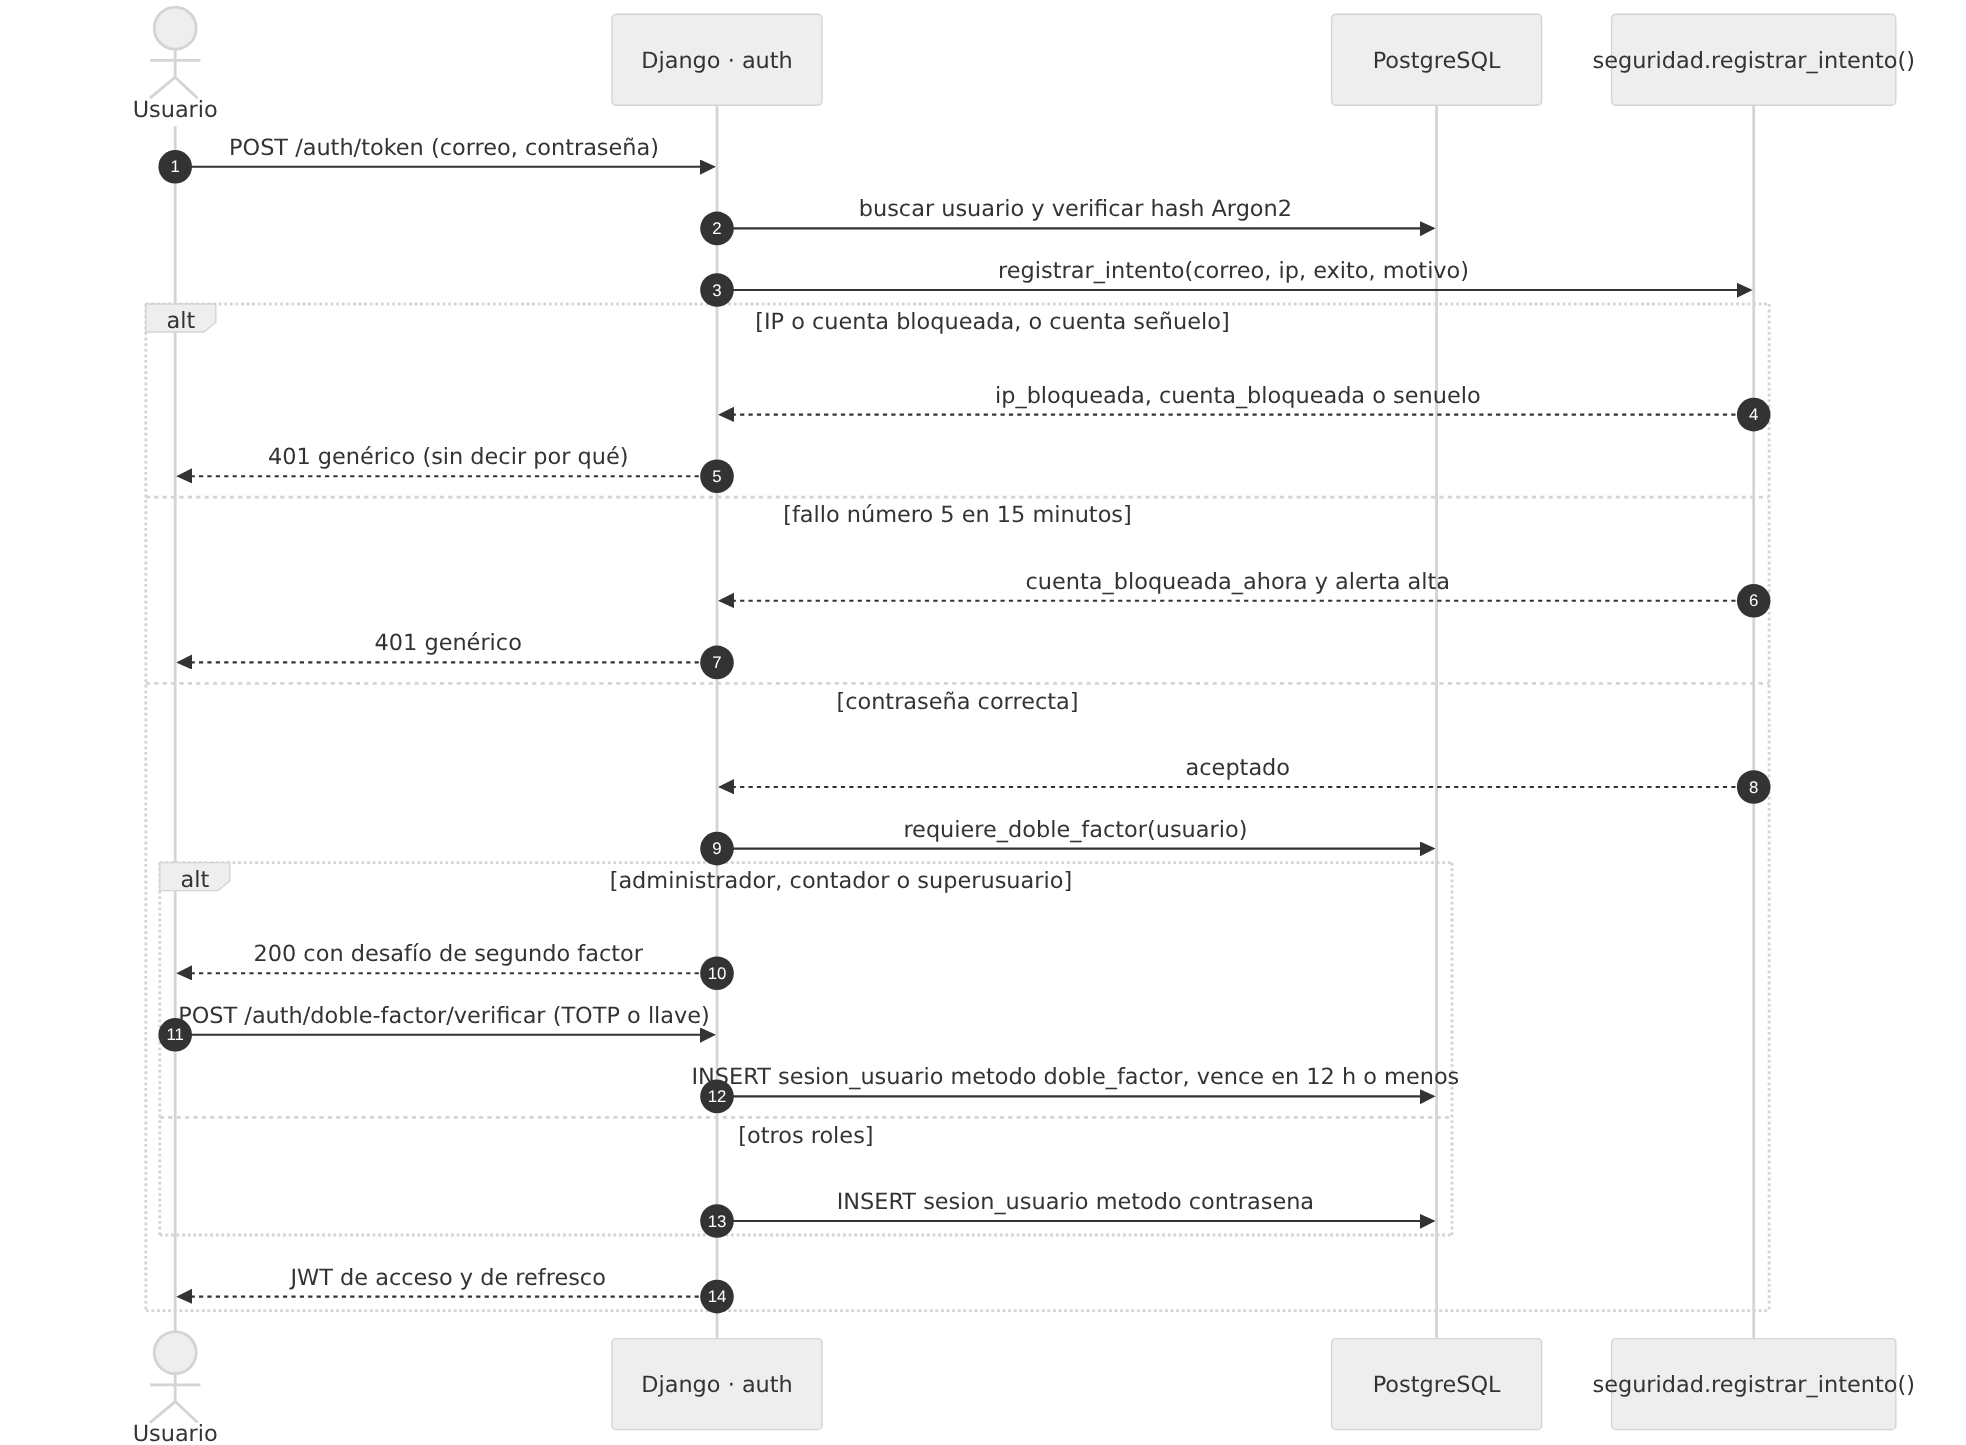 Usuario
Django · auth
PostgreSQL
seguridad.registrar_intento()
POST /auth/token (correo, contraseña)
1
buscar usuario y verificar hash Argon2
2
registrar_intento(correo, ip, exito, motivo)
3
alt
[IP o cuenta bloqueada, o cuenta señuelo]
ip_bloqueada, cuenta_bloqueada o senuelo
4
401 genérico (sin decir por qué)
5
[fallo número 5 en 15 minutos]
cuenta_bloqueada_ahora y alerta alta
6
401 genérico
7
[contraseña correcta]
aceptado
8
requiere_doble_factor(usuario)
9
alt
[administrador, contador o superusuario]
200 con desafío de segundo factor
10
POST /auth/doble-factor/verificar (TOTP o llave)
11
INSERT sesion_usuario metodo doble_factor, vence en 12 h o menos
12
[otros roles]
INSERT sesion_usuario metodo contrasena
13
JWT de acceso y de refresco
14
Usuario
Django · auth
PostgreSQL
seguridad.registrar_intento()